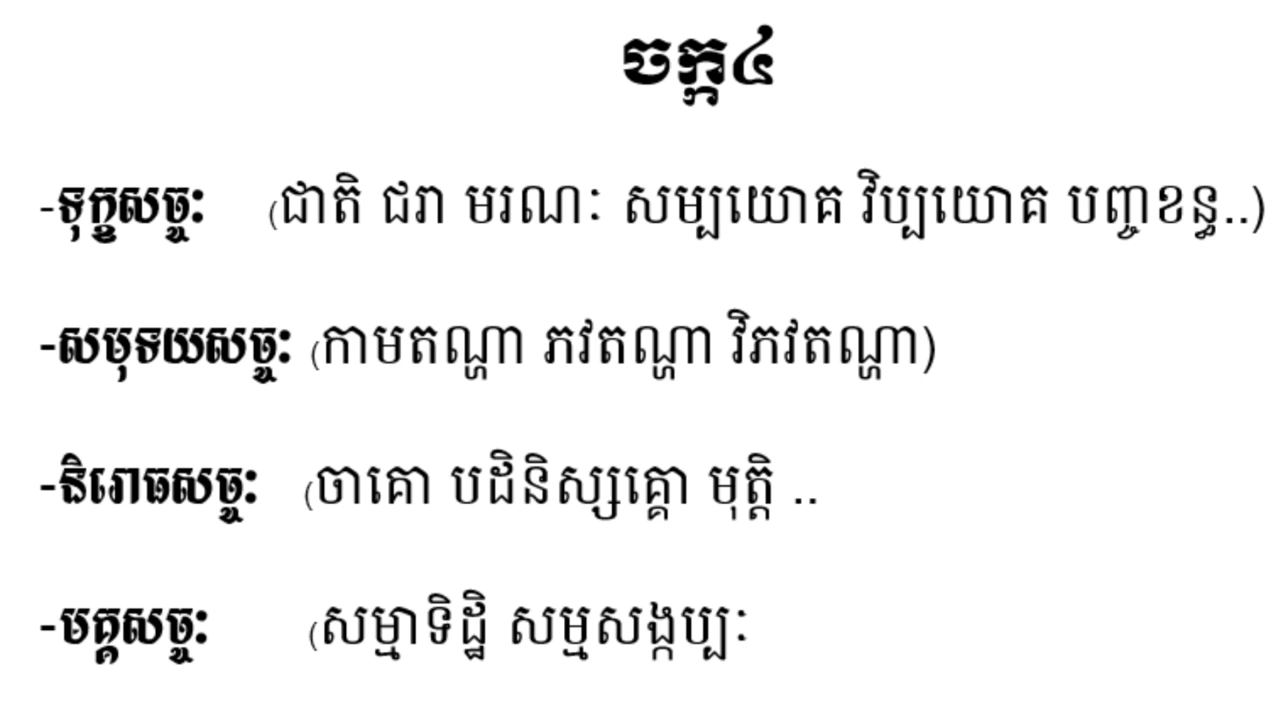 ចក្ក៤
-ទុក្ខសច្ចៈ (ជាតិ ជរា មរណៈ សម្បយោគ វិប្បយោគ បញ្ចខន្ធ..)
-សមុទយសច្ចៈ (កាមតណ្ហា ភវតណ្ហា វិភវតណ្ហា)
-និរោធសច្ចៈ (ចាគោ បដិនិស្សគ្គោ មុត្តិ ..
-មគ្គសច្ចៈ (សម្មាទិដ្ឋិ សម្មសង្កប្បៈ